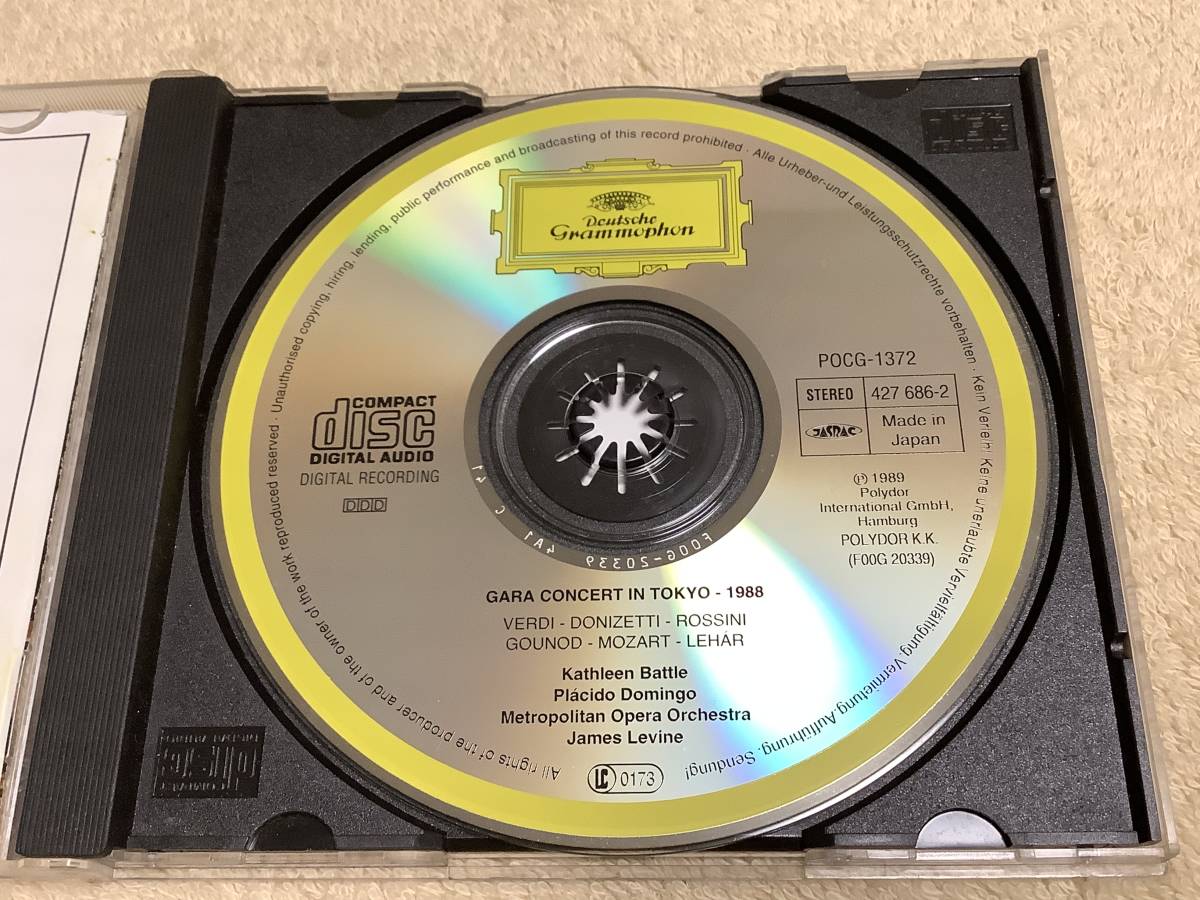 Unauthorised copying, hiring, lending, public performance and broadcasting of this record prohibited · Alle Urheber-und Leistungsschutzrechte vorbehalten · Kein Verleih! Keine unerlaubte Vervielfältigung, Vermietung, Aufführung, Sendung!
All rights of the producer and of the owner of the work reproduced reserved ·
Deutsche
Grammophon
POCG-1372
STEREO 427 686-2
JASRAC Made in
Japan
COMPACT
disc
DIGITAL AUDIO
DIGITAL RECORDING
DDD
℗ 1989
Polydor
International GmbH,
Hamburg
POLYDOR K.K.
(F00G 20339)
F00G-20339 4A1
GARA CONCERT IN TOKYO - 1988
VERDI - DONIZETTI - ROSSINI
GOUNOD - MOZART - LEHÁR
Kathleen Battle
Plácido Domingo
Metropolitan Opera Orchestra
James Levine
LC 0173